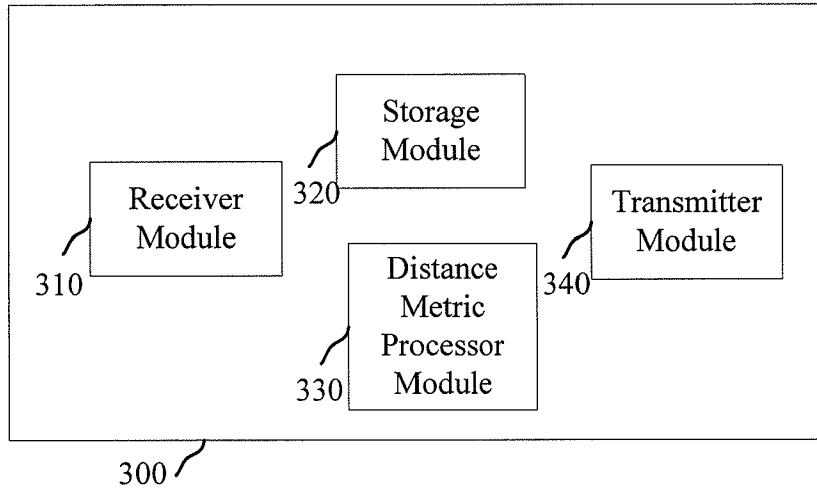 Storage
Module
320
Receiver
Module
310
Transmitter
Module
340
Distance
Metric
Processor
Module
330
300